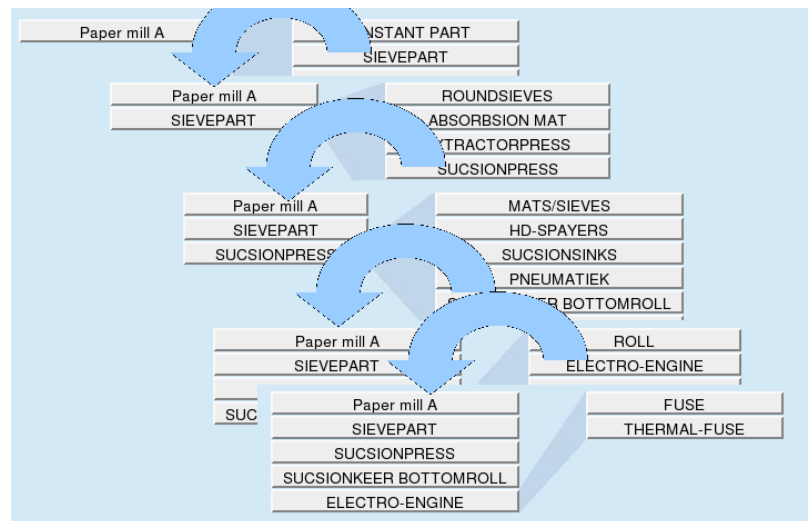 Paper mill A
NSTANT PART
SIEVEPART
Paper mill A
SIEVEPART
ROUNDSIEVES
ABSORBSION MAT
XTRACTORPRESS
SUCSIONPRESS
Paper mill A
SIEVEPART
SUCSIONPRESS
MATS/SIEVES
HD-SPAYERS
SUCSIONSINKS
PNEUMATIEK
BOTTOMROLL
Paper mill A
SIEVEPART
SUC
ROLL
ELECTRO-ENGINE
Paper mill A
SIEVEPART
SUCSIONPRESS
SUCSIONKEER BOTTOMROLL
ELECTRO-ENGINE
FUSE
THERMAL-FUSE